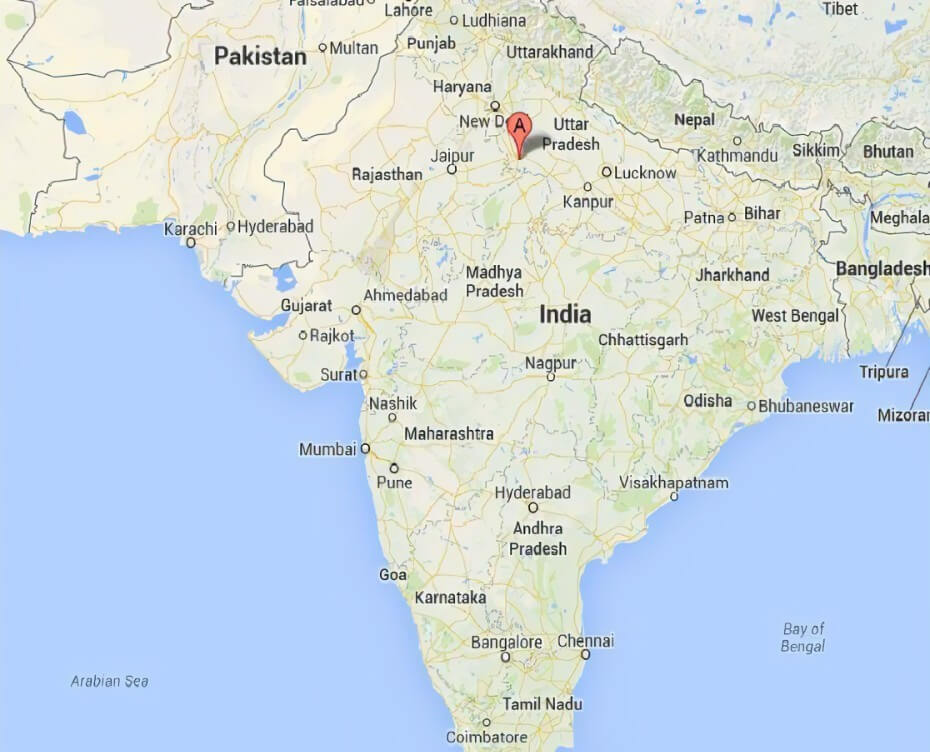 Faisalabad
Lahore
Ludhiana
Tibet
Punjab
Multan
Uttarakhand
Pakistan
Haryana
New
A
Uttar
Pradesh
Nepal
Kathmandu
Sikkim
Bhutan
Jaipur
Rajasthan
Lucknow
Kanpur
Patna
Bihar
Meghala
Karachi
Hyderabad
Madhya
Pradesh
Jharkhand
Bangladesh
Gujarat
Ahmedabad
India
West Bengal
Rajkot
Chhattisgarh
Nagpur
Surat
Tripura
Nashik
Odisha
Bhubaneswar
Mizoram
Maharashtra
Mumbai
Pune
Hyderabad
Visakhapatnam
Andhra
Pradesh
Goa
Karnataka
Bangalore
Chennai
Bay of
Bengal
Arabian Sea
Tamil Nadu
Coimbatore